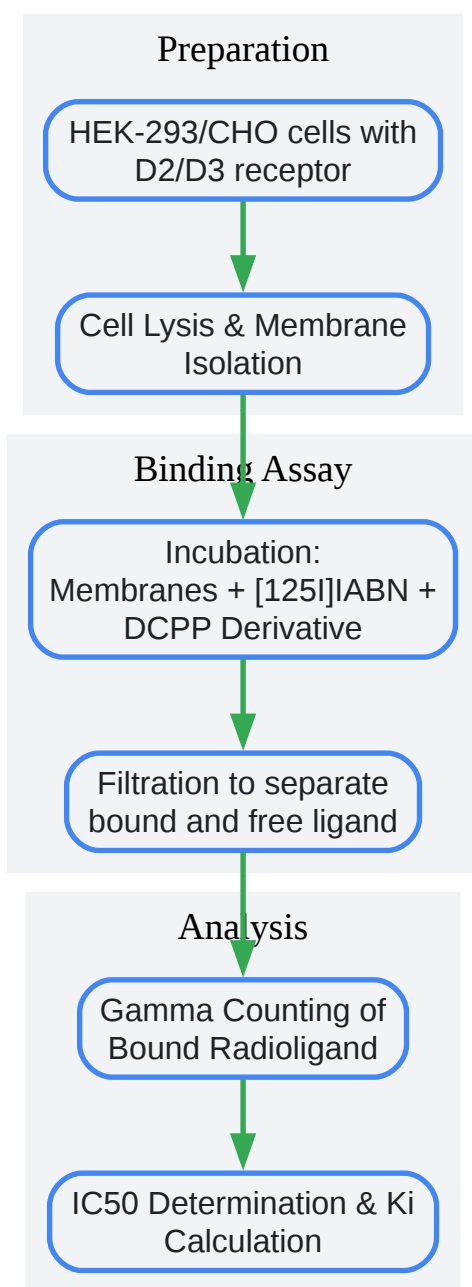 Preparation
HEK-293/CHO cells with
D2/D3 receptor
Cell Lysis & Membrane
Isolation
Binding Assay
Incubation:
Membranes + [125I]IABN +
DCPP Derivative
Filtration to separate
bound and free ligand
Analysis
Gamma Counting of
Bound Radioligand
IC50 Determination & Ki
Calculation